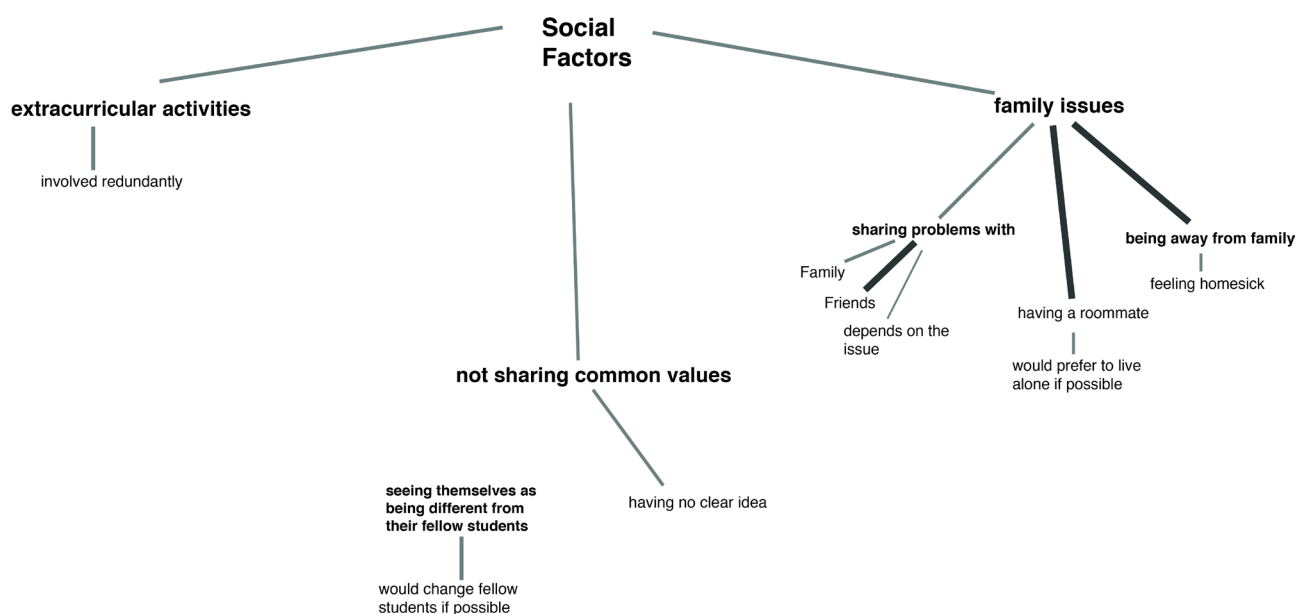 Social
Factors
extracurricular activities
involved redundantly
family issues
sharing problems with
Family
Friends
depends on the
issue
having a roommate
would prefer to live
alone if possible
being away from family
feeling homesick
not sharing common values
seeing themselves as
being different from
their fellow students
would change fellow
students if possible
having no clear idea